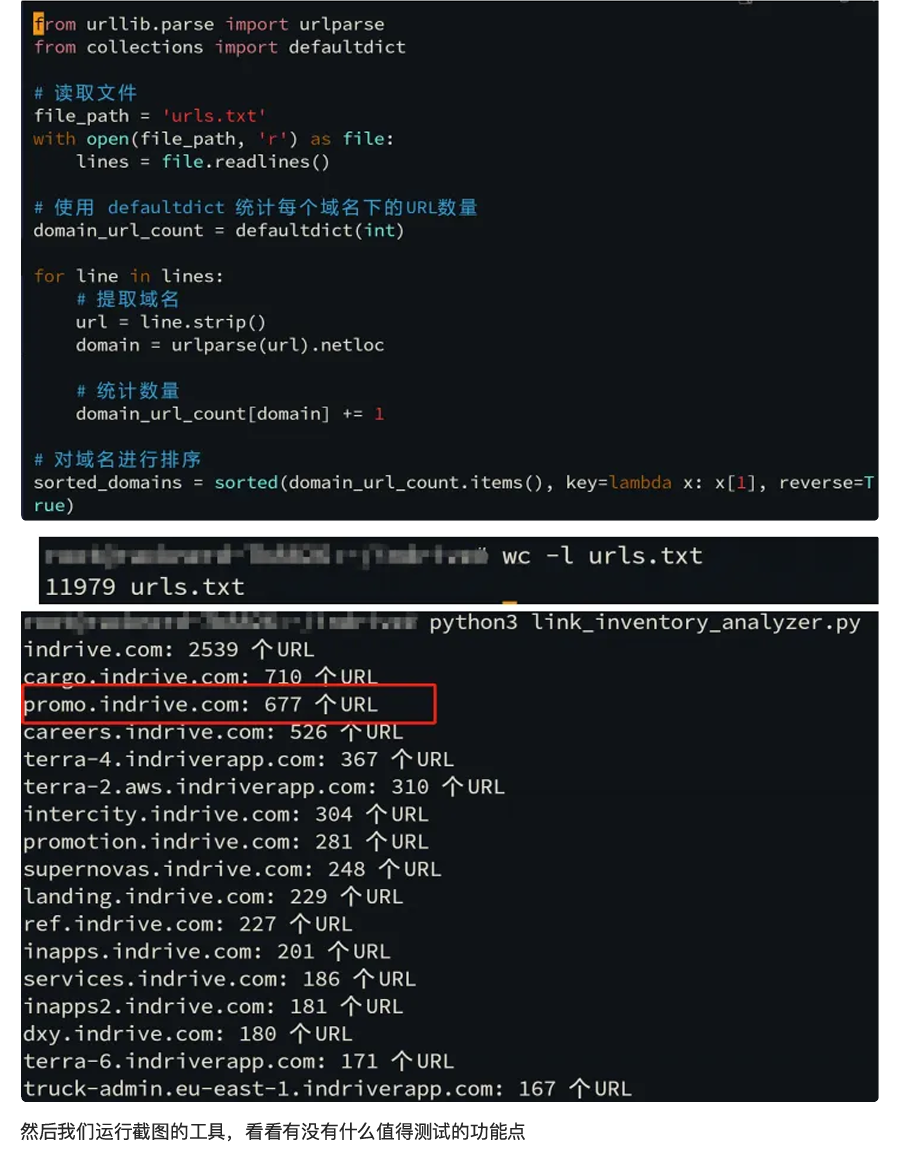 from urllib.parse import urlparse
from collections import defaultdict
# 读取文件
file_path = 'urls.txt'
with open(file_path, 'r') as file:
    lines = file.readlines()
# 使用 defaultdict 统计每个域名下的URL数量
domain_url_count = defaultdict(int)
for line in lines:
    # 提取域名
    url = line.strip()
    domain = urlparse(url).netloc
    # 统计数量
    domain_url_count[domain] += 1
# 对域名进行排序
sorted_domains = sorted(domain_url_count.items(), key=lambda x: x[1], reverse=T
rue)
wc -l urls.txt
11979 urls.txt
python3 link_inventory_analyzer.py
indrive.com: 2539 个URL
cargo.indrive.com: 710 个URL
promo.indrive.com: 677 个URL
careers.indrive.com: 526 个URL
terra-4.indriverapp.com: 367 个URL
terra-2.aws.indriverapp.com: 310 个URL
intercity.indrive.com: 304 个URL
promotion.indrive.com: 281 个URL
supernovas.indrive.com: 248 个URL
landing.indrive.com: 229 个URL
ref.indrive.com: 227 个URL
inapps.indrive.com: 201 个URL
services.indrive.com: 186 个URL
inapps2.indrive.com: 181 个URL
dxy.indrive.com: 180 个URL
terra-6.indriverapp.com: 171 个URL
truck-admin.eu-east-1.indriverapp.com: 167 个URL
然后我们运行截图的工具，看看有没有什么值得测试的功能点